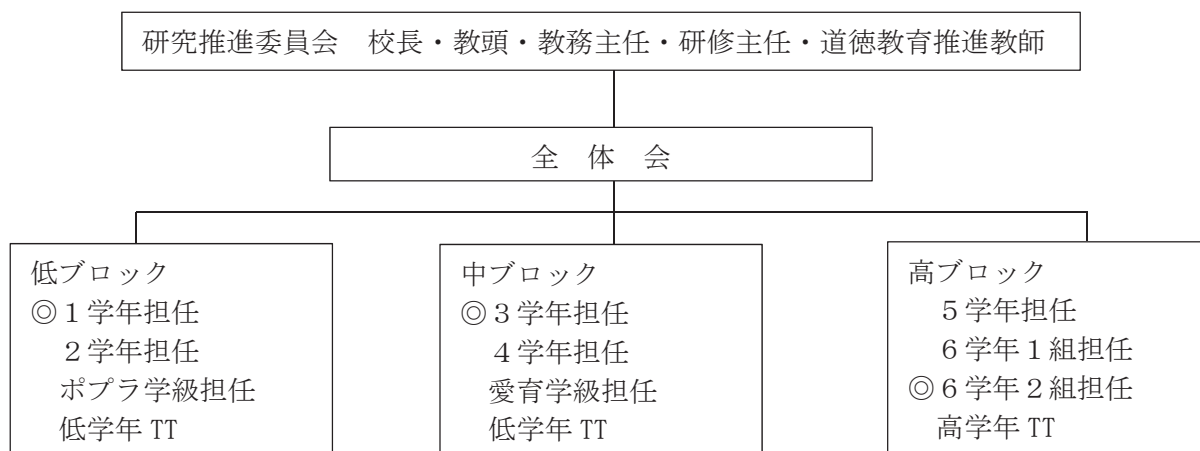 研究推進委員会　校長・教頭・教務主任・研修主任・道徳教育推進教師
全　体　会
低ブロック
◎１学年担任
２学年担任
ポプラ学級担任
低学年 TT
中ブロック
◎３学年担任
４学年担任
愛育学級担任
低学年 TT
高ブロック
５学年担任
６学年１組担任
◎６学年２組担任
高学年 TT